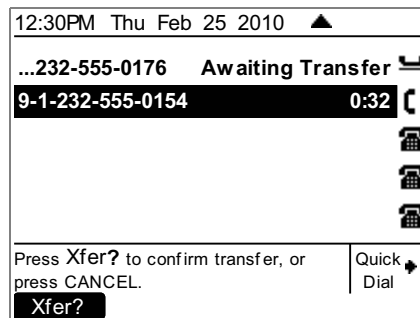 12:30PM Thu Feb 25 2010
...232-555-0176 Awaiting Transfer
9-1-232-555-0154 0:32
Press Xfer? to confirm transfer, or
press CANCEL.
Quick
Dial
Xfer?